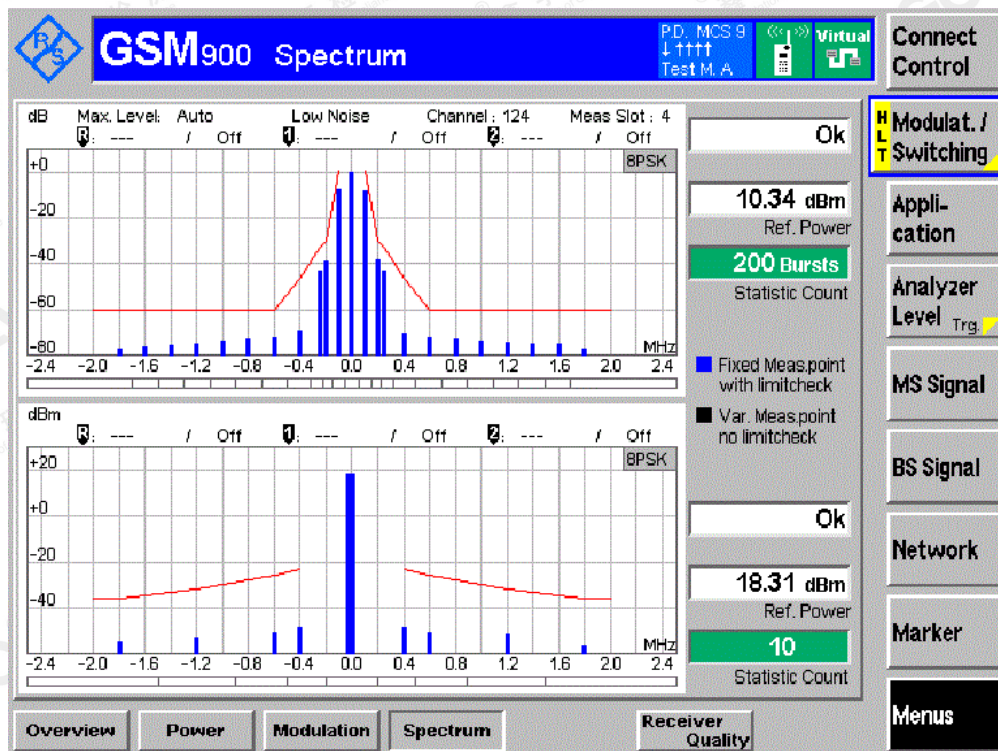 R/S
GSM900 Spectrum
P.D. MCS 9
Test M. A
Virtual
Connect
Control
dB Max. Level: Auto Low Noise Channel : 124 Meas Slot : 4
R: --- / Off 1: --- / Off 2: --- / Off
8PSK
+0
-20
-40
-60
-80
MHz
-2.4 -2.0 -1.6 -1.2 -0.8 -0.4 0.0 0.4 0.8 1.2 1.6 2.0 2.4
Ok
10.34 dBm
Ref. Power
200 Bursts
Statistic Count
Fixed Meas.point
with limitcheck
Var. Meas.point
no limitcheck
dBm
R: --- / Off 1: --- / Off 2: --- / Off
8PSK
+20
+0
-20
-40
MHz
-2.4 -2.0 -1.6 -1.2 -0.8 -0.4 0.0 0.4 0.8 1.2 1.6 2.0 2.4
Ok
18.31 dBm
Ref. Power
10
Statistic Count
HLT
Modulat. /
Switching
Appli-
cation
Analyzer
Level Trg.
MS Signal
BS Signal
Network
Marker
Menus
Overview
Power
Modulation
Spectrum
Receiver
Quality